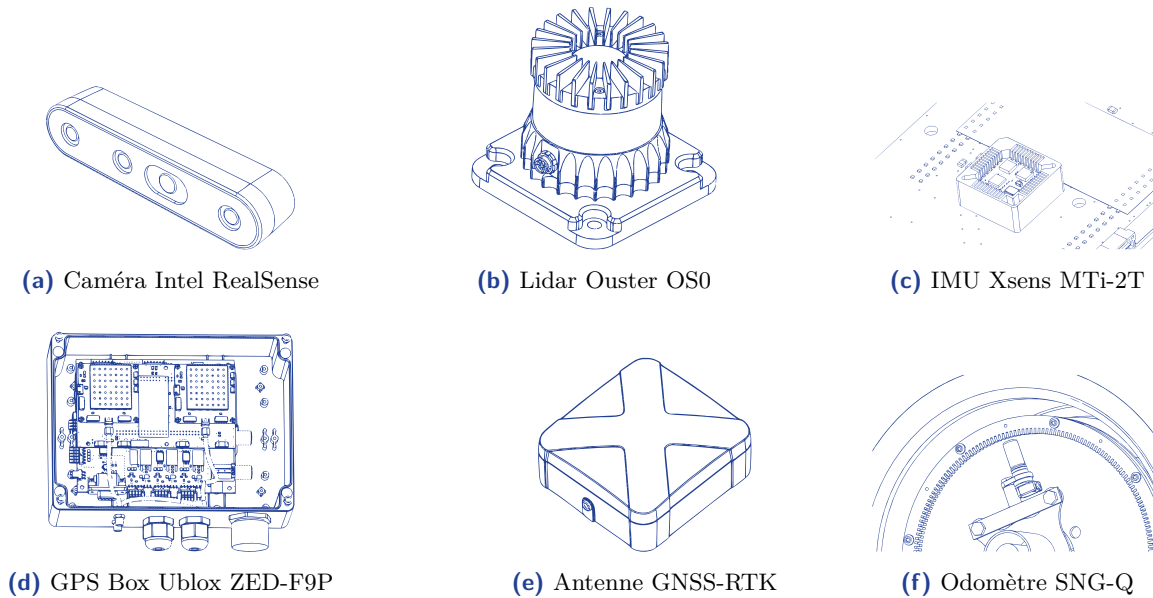 (a) Caméra Intel RealSense
(b) Lidar Ouster OS0
(c) IMU Xsens MTi-2T
(d) GPS Box Ublox ZED-F9P
(e) Antenne GNSS-RTK
(f) Odomètre SNG-Q